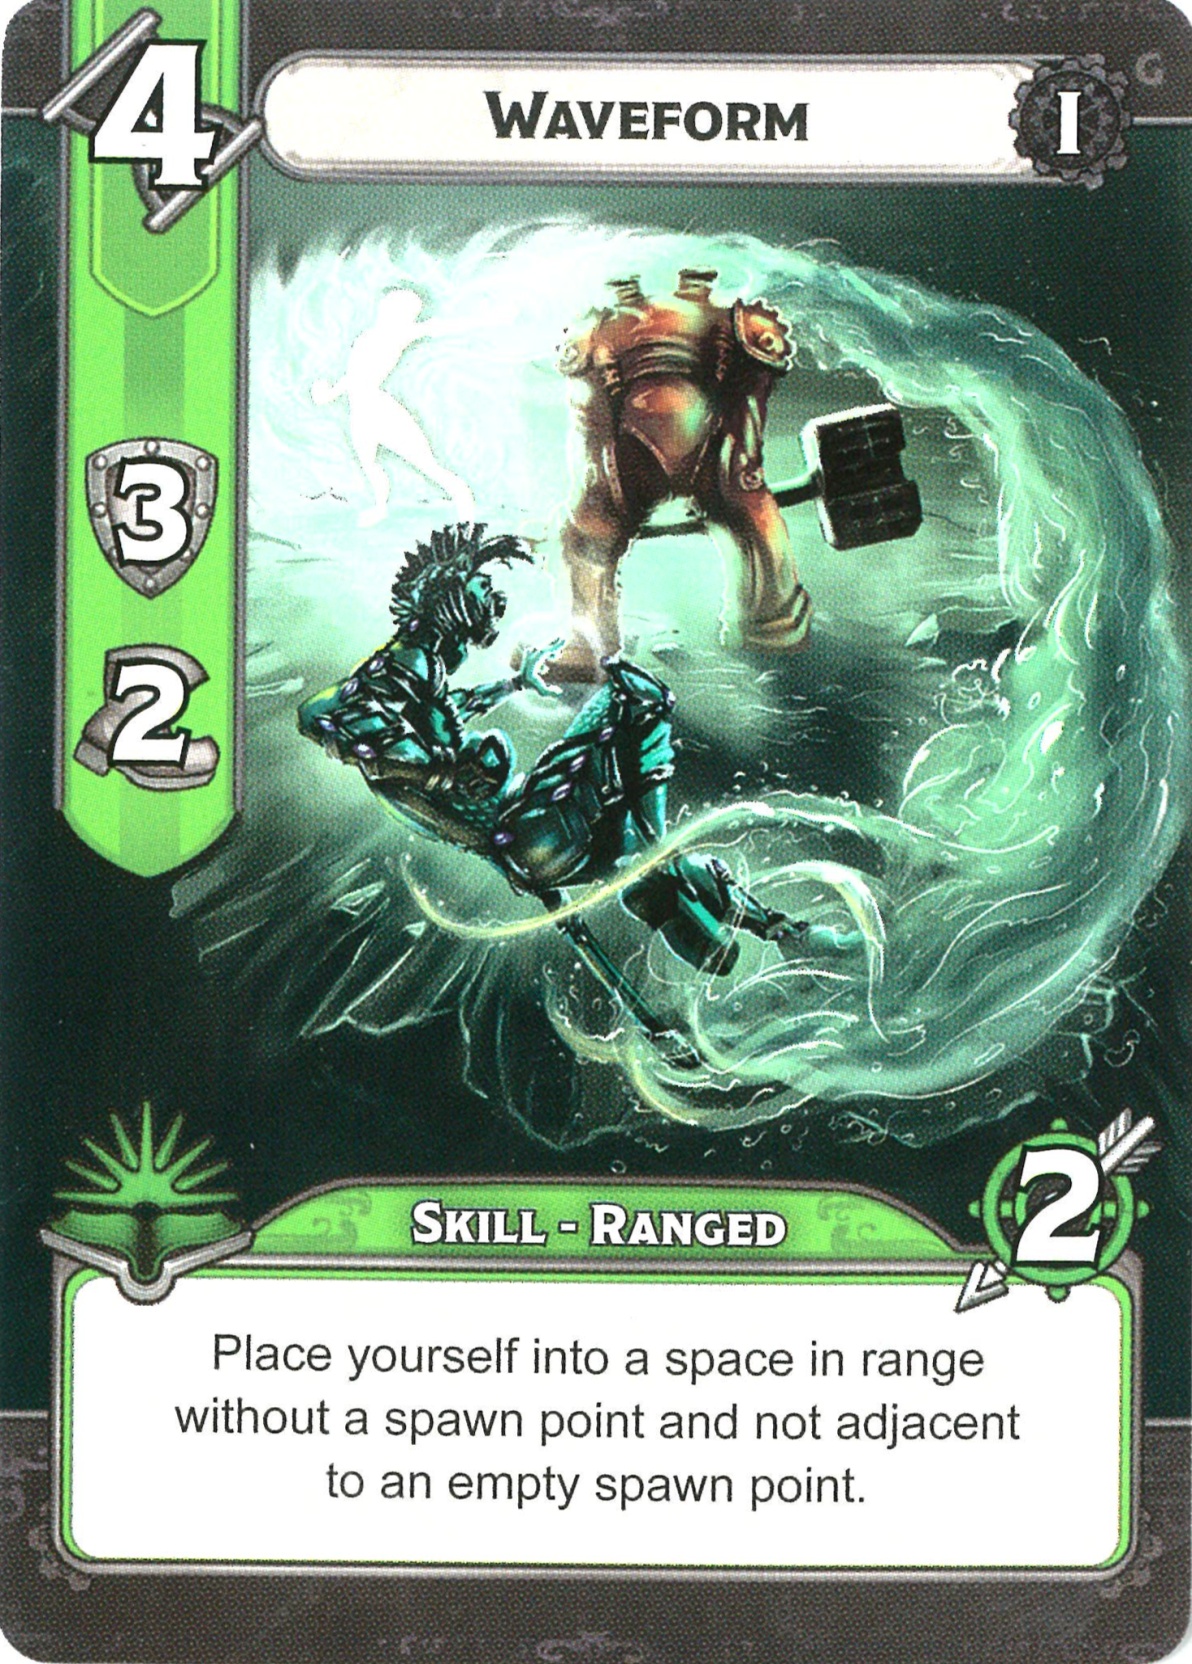 4
WAVEFORM
I
3
2
SKILL - RANGED
2
Place yourself into a space in range
without a spawn point and not adjacent
to an empty spawn point.